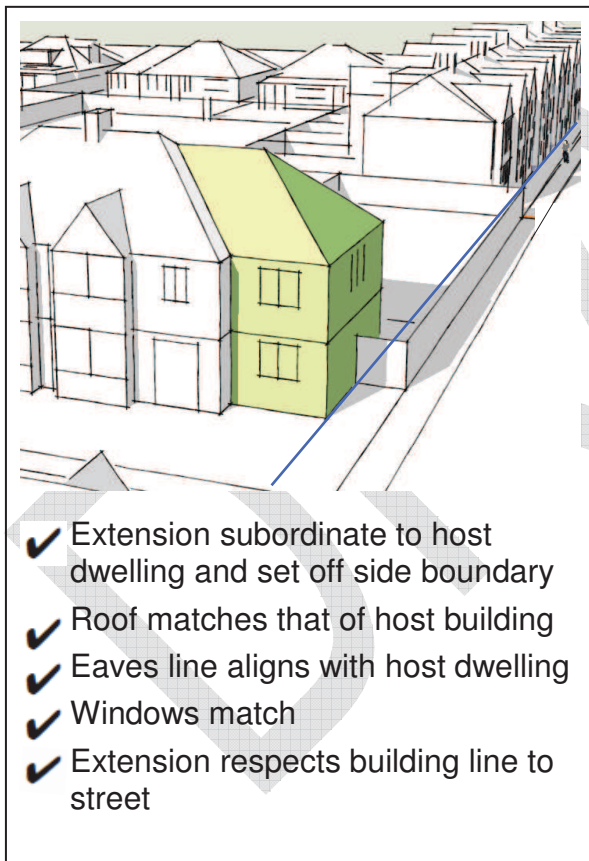 ✔ Extension subordinate to host
dwelling and set off side boundary
✔ Roof matches that of host building
✔ Eaves line aligns with host dwelling
✔ Windows match
✔ Extension respects building line to
street